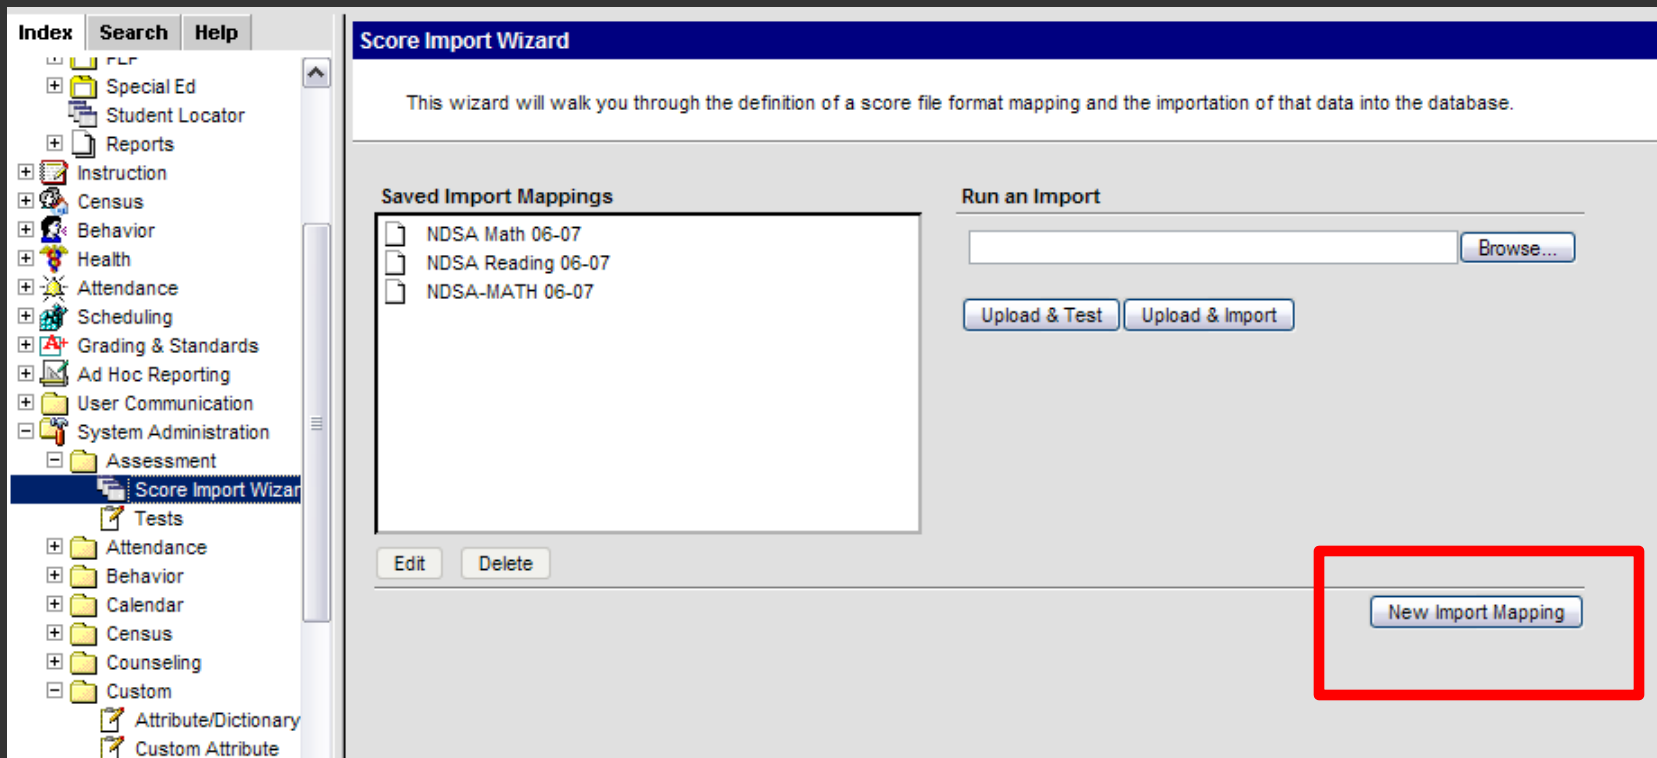 Index Search Help
PLP
Special Ed
Student Locator
Reports
Instruction
Census
Behavior
Health
Attendance
Scheduling
Grading & Standards
Ad Hoc Reporting
User Communication
System Administration
Assessment
Score Import Wizar
Tests
Attendance
Behavior
Calendar
Census
Counseling
Custom
Attribute/Dictionary
Custom Attribute
Score Import Wizard
This wizard will walk you through the definition of a score file format mapping and the importation of that data into the database.
Saved Import Mappings
NDSA Math 06-07
NDSA Reading 06-07
NDSA-MATH 06-07
Edit Delete
Run an Import
Browse...
Upload & Test Upload & Import
New Import Mapping